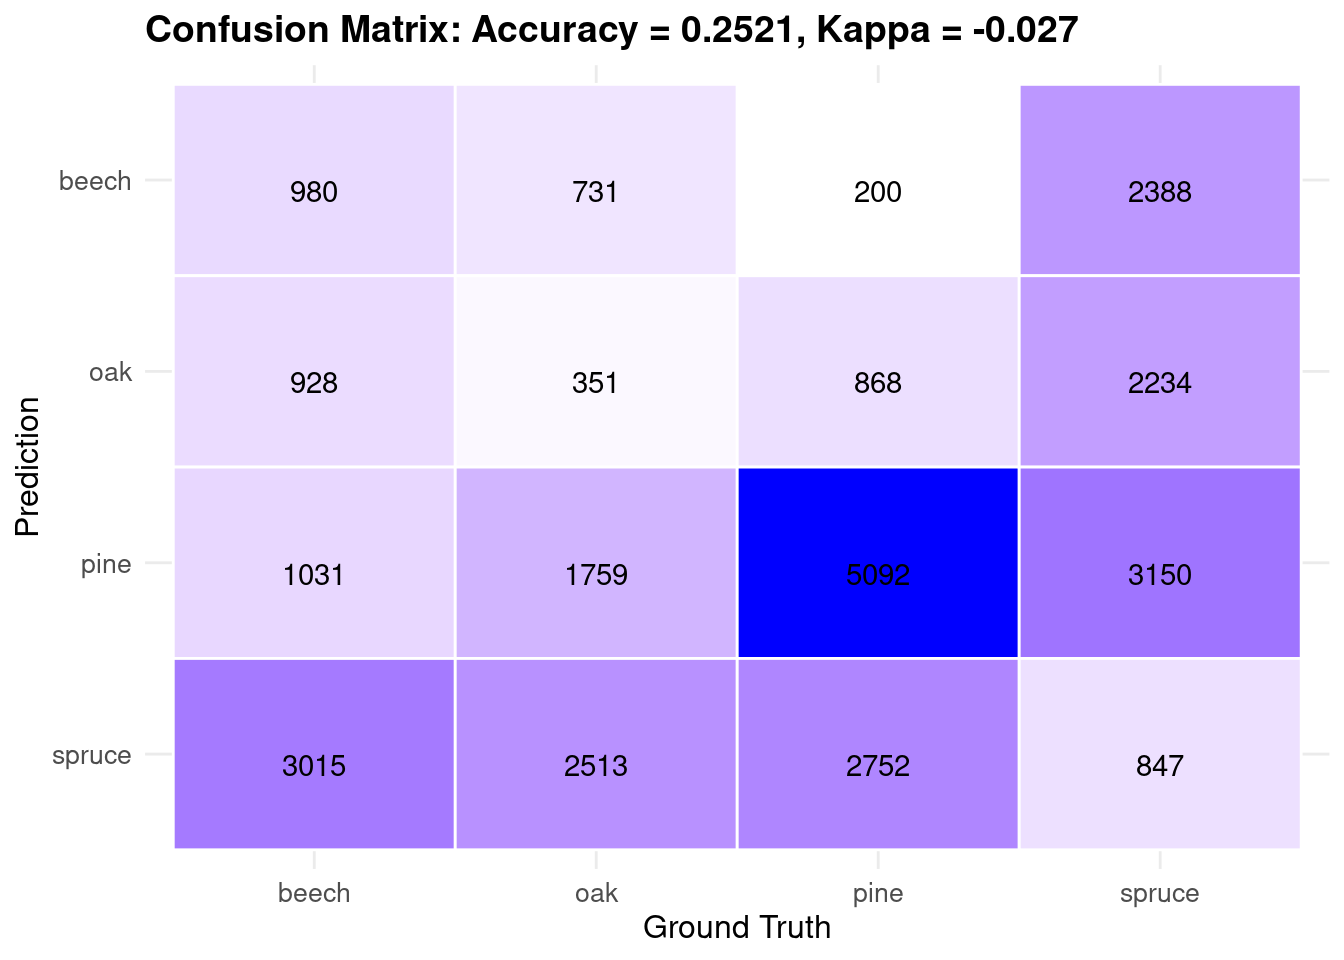 Confusion Matrix: Accuracy = 0.2521, Kappa = -0.027
Prediction
beech
980
731
200
2388
oak
928
351
868
2234
pine
1031
1759
5092
3150
spruce
3015
2513
2752
847
beech
oak
pine
spruce
Ground Truth